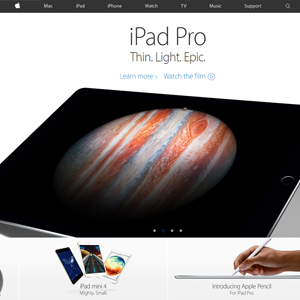 Mac iPad iPhone Watch TV Music Support
iPad Pro
Thin. Light. Epic.
Learn more > Watch the film
iPad mini 4
Mighty. Small.
Introducing Apple Pencil
For iPad Pro.